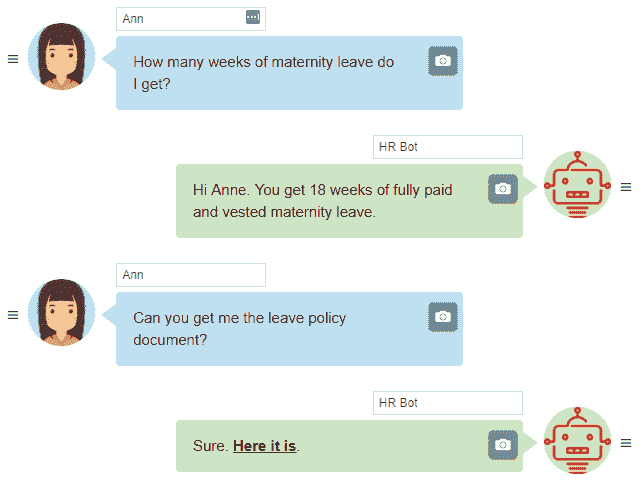 Ann
How many weeks of maternity leave do
I get?
HR Bot
Hi Anne. You get 18 weeks of fully paid
and vested maternity leave.
Ann
Can you get me the leave policy
document?
HR Bot
Sure. Here it is.